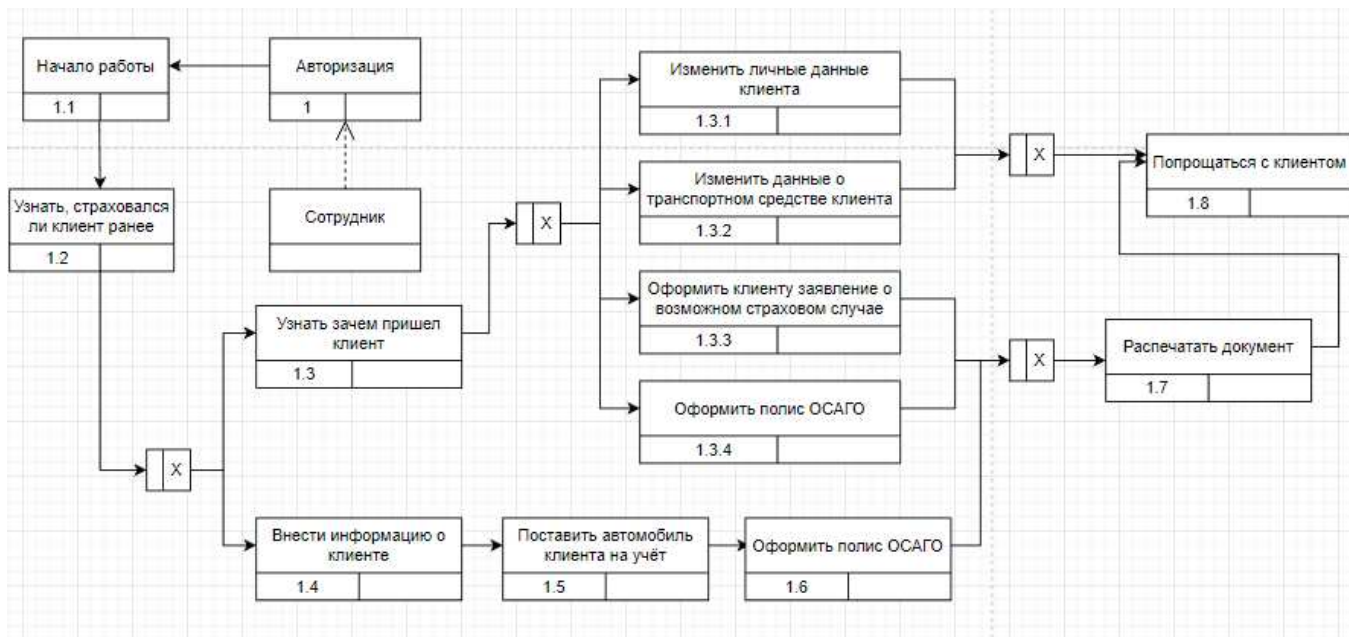 Начало работы
1.1
Авторизация
1
Сотрудник
Узнать, страховался
ли клиент ранее
1.2
X
Узнать зачем пришел
клиент
1.3
X
Изменить личные данные
клиента
1.3.1
Изменить данные о
транспортном средстве клиента
1.3.2
Оформить клиенту заявление о
возможном страховом случае
1.3.3
Оформить полис ОСАГО
1.3.4
Внести информацию о
клиенте
1.4
Поставить автомобиль
клиента на учёт
1.5
Оформить полис ОСАГО
1.6
X
X
Распечатать документ
1.7
Попрощаться с клиентом
1.8